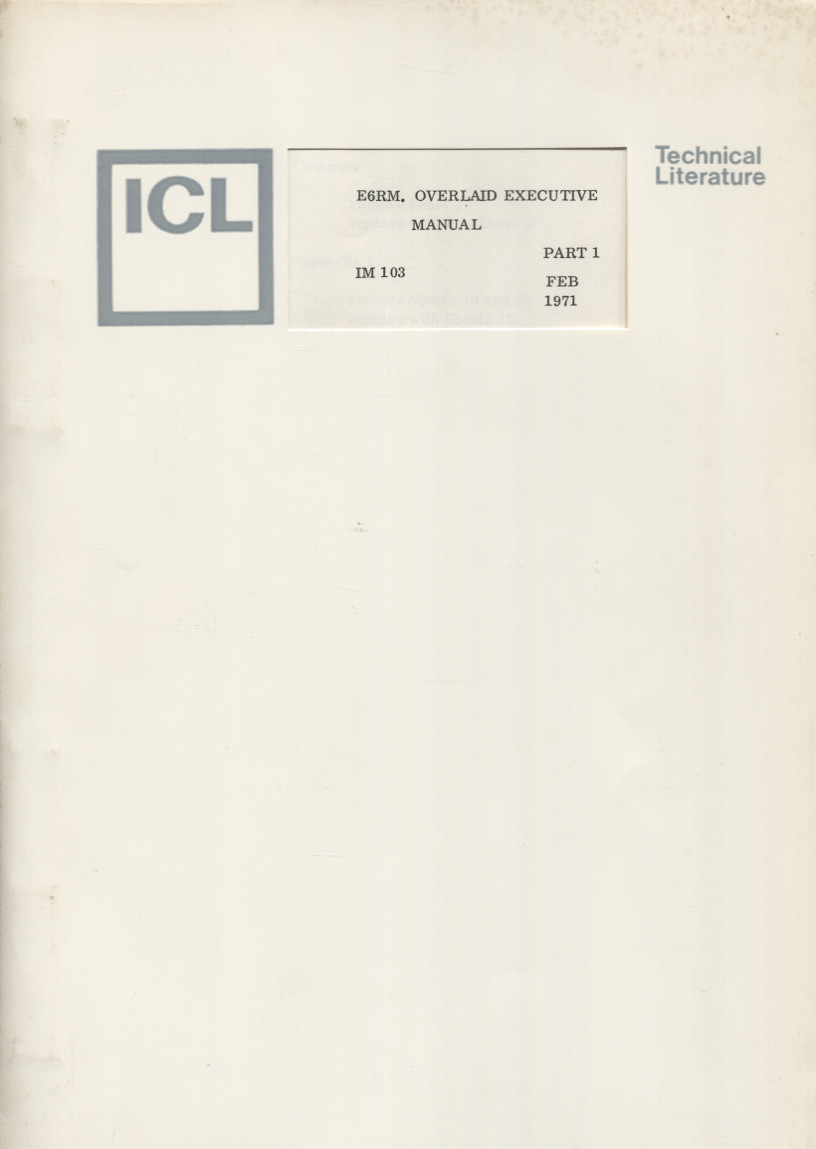 ICL
E6RM. OVERLAID EXECUTIVE
MANUAL
PART 1
IM 103
FEB
1971
Technical
Literature